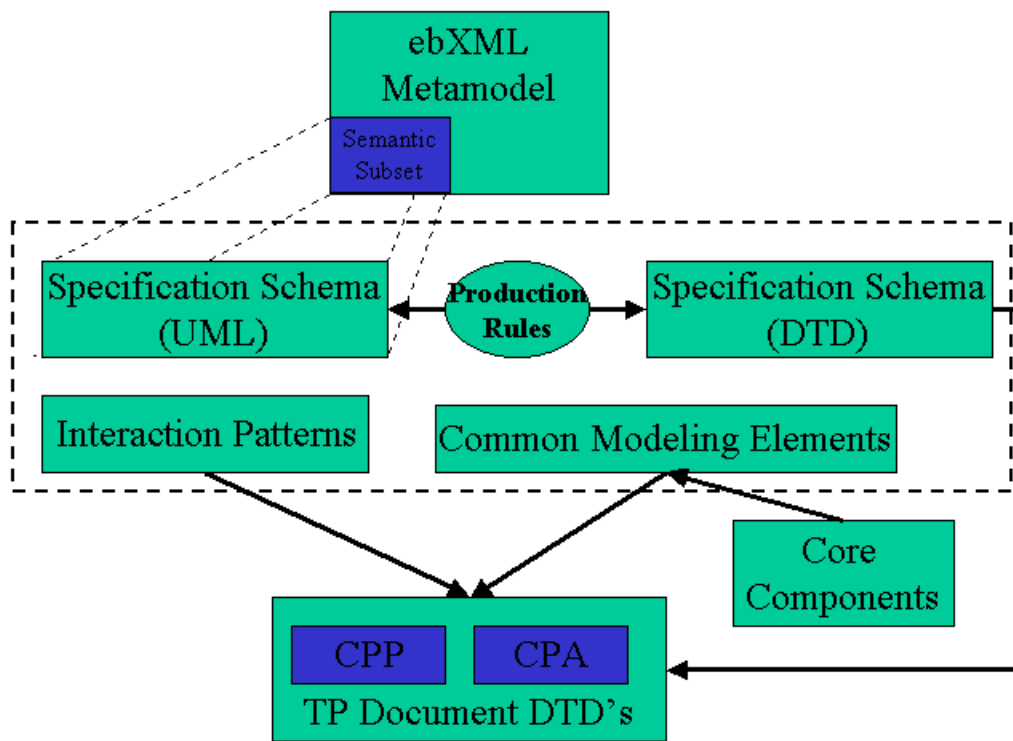 ebXML
Metamodel
Semantic
Subset
Specification Schema
(UML)
Production
Rules
Specification Schema
(DTD)
Interaction Patterns
Common Modeling Elements
Core
Components
CPP
CPA
TP Document DTD’s